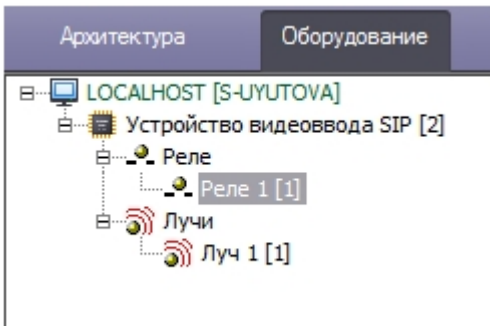 Архитектура Оборудование
LOCALHOST [S-UYUTOVA]
Устройство видеоввода SIP [2]
Реле
Реле 1 [1]
Лучи
Луч 1 [1]